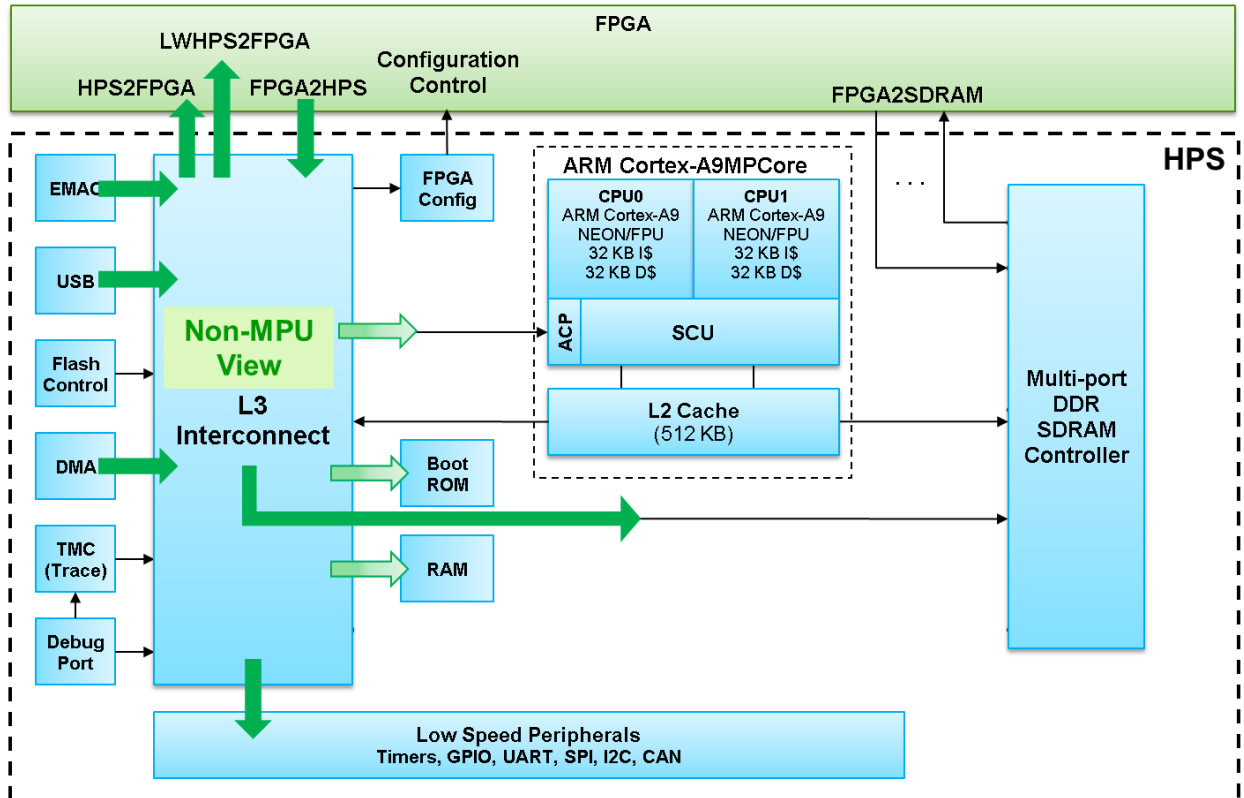 FPGA
LWHPS2FPGA
HPS2FPGA
FPGA2HPS
Configuration
Control
FPGA2SDRAM
HPS
EMAC
USB
Flash
Control
DMA
TMC
(Trace)
Debug
Port
Non-MPU
View
L3
Interconnect
FPGA
Config
ARM Cortex-A9MPCore
CPU0
ARM Cortex-A9
NEON/FPU
32 KB I$
32 KB D$
CPU1
ARM Cortex-A9
NEON/FPU
32 KB I$
32 KB D$
ACP
SCU
L2 Cache
(512 KB)
Boot
ROM
RAM
. . .
Multi-port
DDR
SDRAM
Controller
Low Speed Peripherals
Timers, GPIO, UART, SPI, I2C, CAN